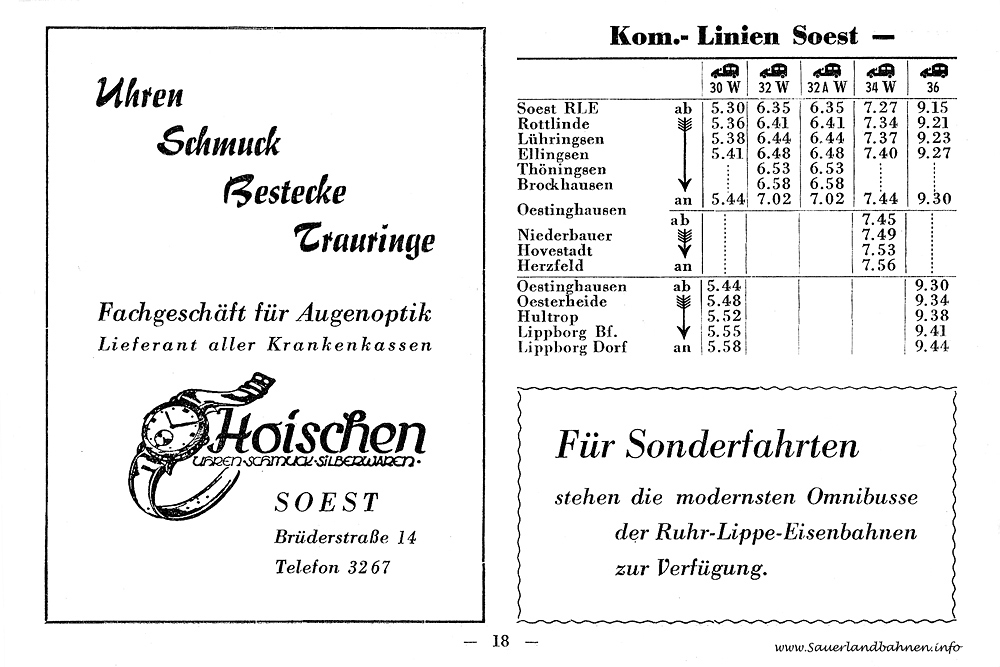 Uhren
Schmuck
Bestecke
Trauringe
Fachgeschäft für Augenoptik
Lieferant aller Krankenkassen
Hoischen
UHREN·SCHMUCK·SILBERWAREN·
SOEST
Brüderstraße 14
Telefon 3267
Kom.- Linien Soest —
30 W 32 W 32A W 34 W 36
Soest RLE ab 5.30 6.35 6.35 7.27 9.15
Rottlinde 5.36 6.41 6.41 7.34 9.21
Lühringsen 5.38 6.44 6.44 7.37 9.23
Ellingsen 5.41 6.48 6.48 7.40 9.27
Thöningsen 6.53 6.53
Brockhausen 6.58 6.58
an 5.44 7.02 7.02 7.44 9.30
Oestinghausen
ab 7.45
Niederbauer 7.49
Hovestadt 7.53
Herzfeld an 7.56
Oestinghausen ab 5.44 9.30
Oesterheide 5.48 9.34
Hultrop 5.52 9.38
Lippborg Bf. 5.55 9.41
Lippborg Dorf an 5.58 9.44
Für Sonderfahrten
stehen die modernsten Omnibusse
der Ruhr-Lippe-Eisenbahnen
zur Verfügung.
— 18 —
www.Sauerlandbahnen.info